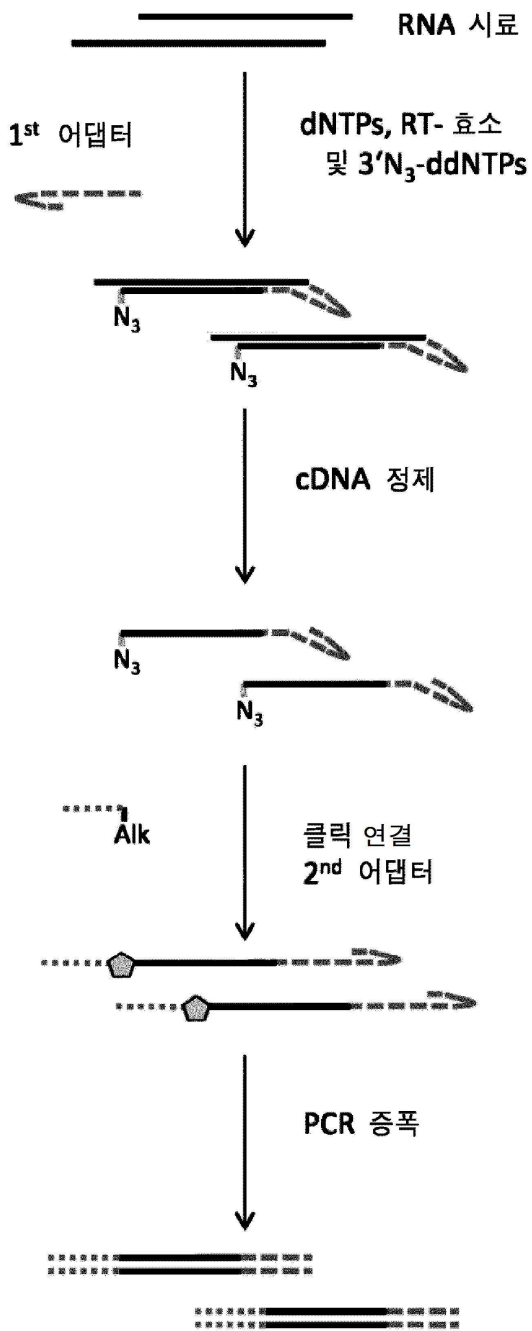 RNA 시료
1st 어댑터
dNTPs, RT- 효소
및 3'N3-ddNTPs
N3
N3
cDNA 정제
N3
N3
Alk
클릭 연결
2nd 어댑터
PCR 증폭